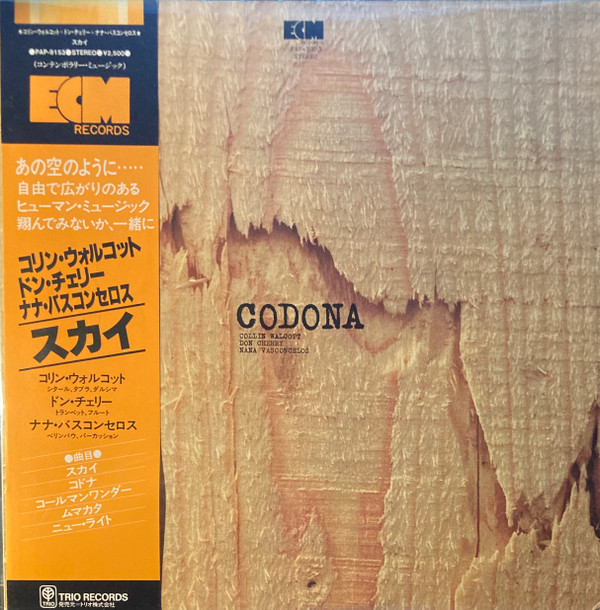 ★コリン・ウォルコット・ドン・チェリー・ナナ・バスコンセロス★
スカイ
●PAP-9153●STEREO●¥2,500●
《コンテンポラリー・ミュージック》
ECM
RECORDS
あの空のように・・・・・
自由で広がりのある
ヒューマン・ミュージック
翔んでみないか、一緒に
コリン・ウォルコット
ドン・チェリー
ナナ・バスコンセロス
スカイ
コリン・ウォルコット
シタール、タブラ、ダルシマ
ドン・チェリー
トランペット、フルート
ナナ・バスコンセロス
ベリンバウ、パーカッション
●曲目●
スカイ
コドナ
コールマンワンダー
ムマカタ
ニュー・ライト
TRIO
TRIO RECORDS
発売元=トリオ株式会社
ECM
PAP-9153
STEREO
CODONA
COLLIN WALCOTT
DON CHERRY
NANA VASCONCELOS